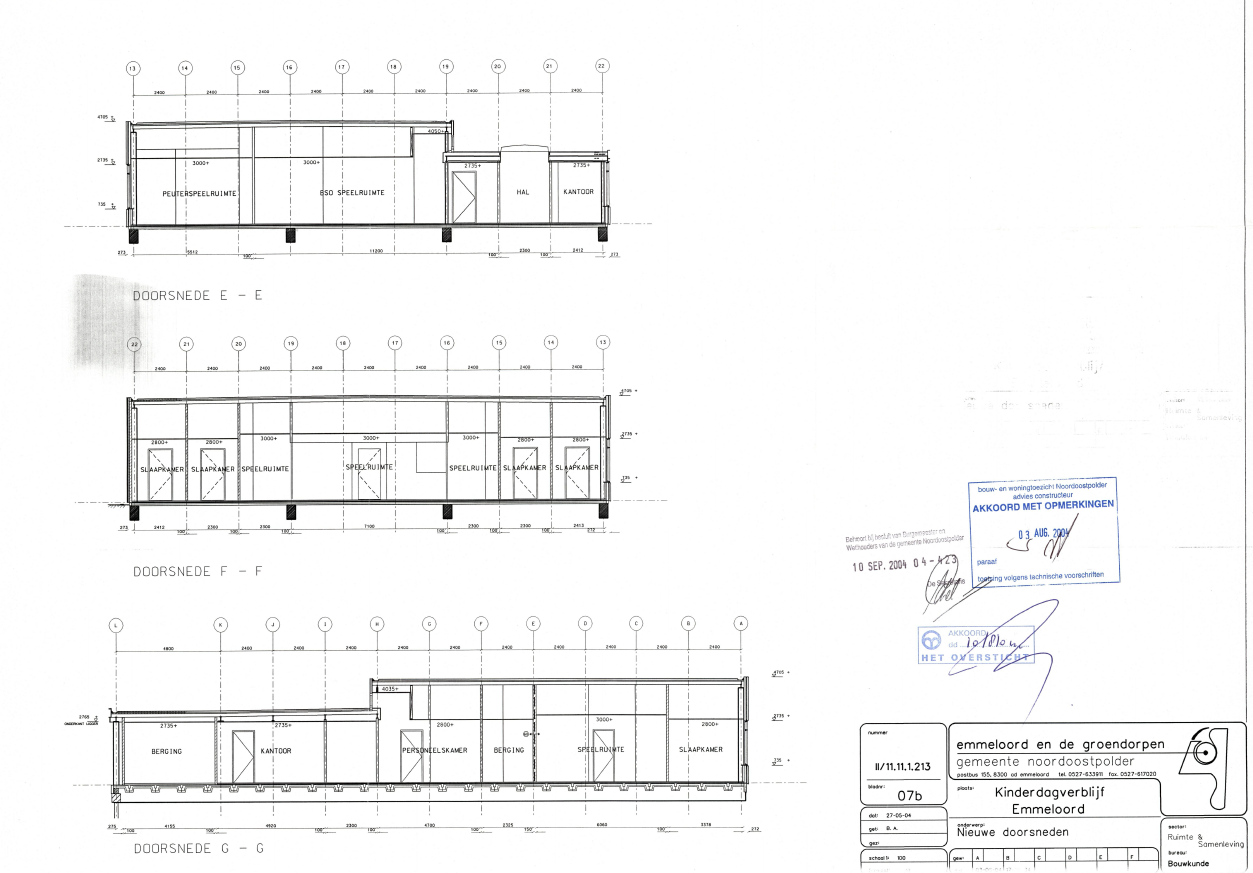 13 14 15 16 17 18 19 20 21 22
2400 2400 2400 2400 2400 2400 2400 2400 2400
4705 +
4050+
2735 +
3000+ 3000+ 2735+ 2735+
PEUTERSPEELRUIMTE BSO SPEELRUIMTE HAL KANTOOR
735 +
273 5512 100 11200 100 2300 100 2412 273
DOORSNEDE E - E
22 21 20 19 18 17 16 15 14 13
2400 2400 2400 2400 2400 2400 2400 2400 2400
4705 +
2735 +
2800+ 2800+ 3000+ 3000+ 3000+ 2800+ 2800+
SLAAPKAMER SLAAPKAMER SPEELRUIMTE SPEELRUIMTE SPEELRUIMTE SLAAPKAMER SLAAPKAMER
735 +
273 2412 100 2300 100 2300 100 7100 100 2300 100 2300 100 2413 272
DOORSNEDE F - F
L K J I H G F E D C B A
4800 2400 2400 2400 2400 2400 2400 2400 2400 2400 2400
4705 +
4035+
2765 +
ONDERKANT LIGGER
2735+ 2735+ 2800+ 3000+ 2800+
2735 +
BERGING KANTOOR PERSONEELSKAMER BERGING SPEELRUIMTE SLAAPKAMER
735 +
275 100 4155 100 4920 100 2300 150 4700 100 2325 150 6060 150 3378 272
DOORSNEDE G - G
bouw- en woningtoezicht Noordoostpolder
advies constructeur
AKKOORD MET OPMERKINGEN
03 AUG. 2004
paraaf
toetsing volgens technische voorschriften
Behoort bij besluit van Burgemeester en
Wethouders van de gemeente Noordoostpolder
10 SEP. 2004 04-423
De Secretaris
AKKOORD
HET OVERSTICHT
nummer
II/11.11.1.213
bladnr:
07b
dat: 27-05-04
get: B. A.
gez:
schaal 1: 100
emmeloord en de groendorpen
gemeente noordoostpolder
postbus 155, 8300 ad emmeloord tel. 0527-633911 fax. 0527-617020
plaats: Kinderdagverblijf
Emmeloord
onderwerp:
Nieuwe doorsneden
gew: A B C D E F
sector:
Ruimte &
Samenleving
bureau:
Bouwkunde